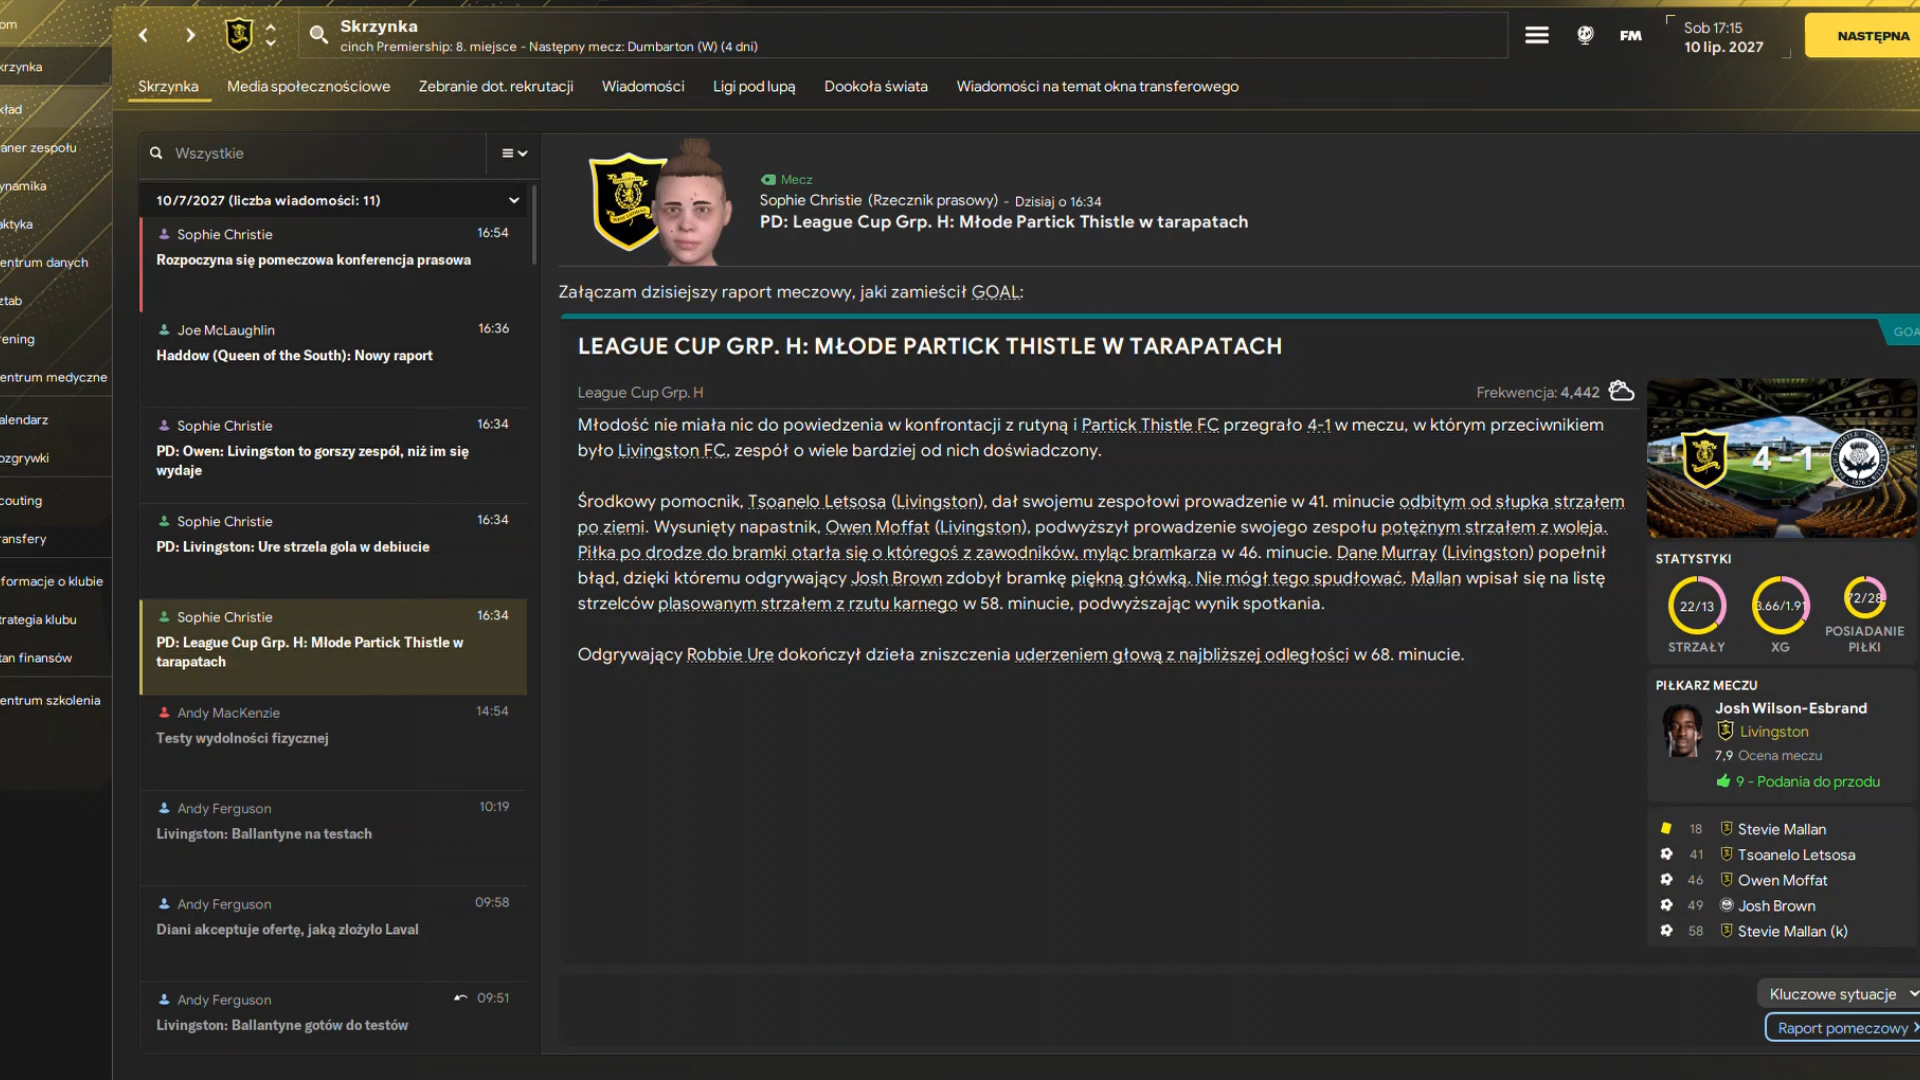 om
krzynka
kład
aner zespołu
ynamika
aktyka
entrum danych
ztab
rening
entrum medyczne
alendarz
ozgrywki
couting
ransfery
nformacje o klubie
trategia klubu
tan finansów
entrum szkolenia
Skrzynka
cinch Premiership: 8. miejsce - Następny mecz: Dumbarton (W) (4 dni)
FM
Sob 17:15
10 lip. 2027
NASTĘPNA
Skrzynka Media społecznościowe Zebranie dot. rekrutacji Wiadomości Ligi pod lupą Dookoła świata Wiadomości na temat okna transferowego
Wszystkie
10/7/2027 (liczba wiadomości: 11)
Sophie Christie 16:54
Rozpoczyna się pomeczowa konferencja prasowa
Joe McLaughlin 16:36
Haddow (Queen of the South): Nowy raport
Sophie Christie 16:34
PD: Owen: Livingston to gorszy zespół, niż im się
wydaje
Sophie Christie 16:34
PD: Livingston: Ure strzela gola w debiucie
Sophie Christie 16:34
PD: League Cup Grp. H: Młode Partick Thistle w
tarapatach
Andy MacKenzie 14:54
Testy wydolności fizycznej
Andy Ferguson 10:19
Livingston: Ballantyne na testach
Andy Ferguson 09:58
Diani akceptuje ofertę, jaką złożyło Laval
Andy Ferguson 09:51
Livingston: Ballantyne gotów do testów
Mecz
Sophie Christie (Rzecznik prasowy) - Dzisiaj o 16:34
PD: League Cup Grp. H: Młode Partick Thistle w tarapatach
Załączam dzisiejszy raport meczowy, jaki zamieścił GOAL:
GOA
LEAGUE CUP GRP. H: MŁODE PARTICK THISTLE W TARAPATACH
League Cup Grp. H Frekwencja: 4,442
Młodość nie miała nic do powiedzenia w konfrontacji z rutyną i Partick Thistle FC przegrało 4-1 w meczu, w którym przeciwnikiem
było Livingston FC, zespół o wiele bardziej od nich doświadczony.
Środkowy pomocnik, Tsoanelo Letsosa (Livingston), dał swojemu zespołowi prowadzenie w 41. minucie odbitym od słupka strzałem
po ziemi. Wysunięty napastnik, Owen Moffat (Livingston), podwyższył prowadzenie swojego zespołu potężnym strzałem z woleja.
Piłka po drodze do bramki otarła się o któregoś z zawodników, myląc bramkarza w 46. minucie. Dane Murray (Livingston) popełnił
błąd, dzięki któremu odgrywający Josh Brown zdobył bramkę piękną główką. Nie mógł tego spudłować. Mallan wpisał się na listę
strzelców plasowanym strzałem z rzutu karnego w 58. minucie, podwyższając wynik spotkania.
Odgrywający Robbie Ure dokończył dzieła zniszczenia uderzeniem głową z najbliższej odległości w 68. minucie.
4 - 1
STATYSTYKI
22/13 3.66/1.91 72/28
STRZAŁY XG POSIADANIE
PIŁKI
PIŁKARZ MECZU
Josh Wilson-Esbrand
Livingston
7,9 Ocena meczu
9 - Podania do przodu
18 Stevie Mallan
41 Tsoanelo Letsosa
46 Owen Moffat
49 Josh Brown
58 Stevie Mallan (k)
Kluczowe sytuacje
Raport pomeczowy